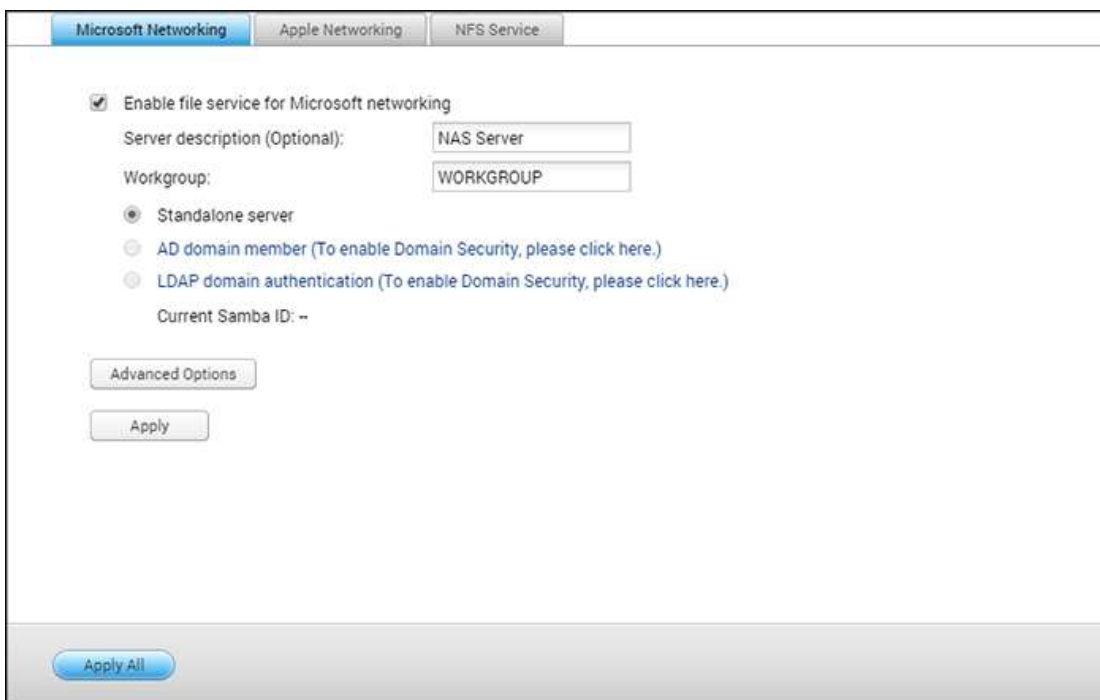 Microsoft Networking Apple Networking NFS Service
Enable file service for Microsoft networking
Server description (Optional): NAS Server
Workgroup: WORKGROUP
Standalone server
AD domain member (To enable Domain Security, please click here.)
LDAP domain authentication (To enable Domain Security, please click here.)
Current Samba ID: --
Advanced Options
Apply
Apply All